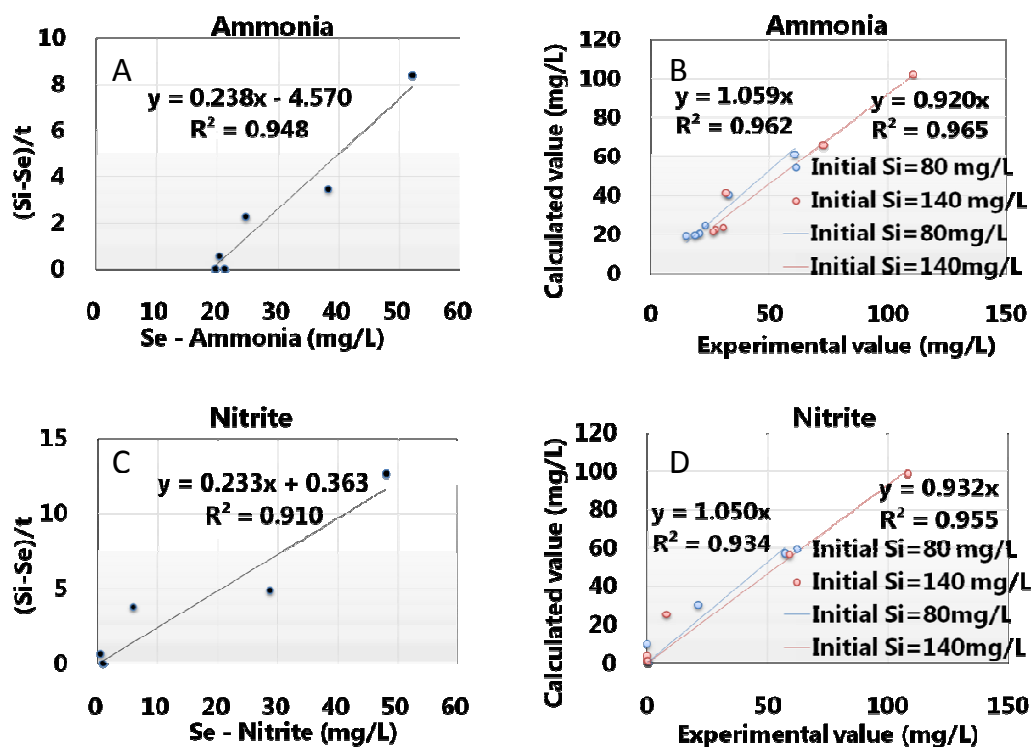 Ammonia
A
y = 0.238x - 4.570
R² = 0.948
(Si-Se)/t
10
8
6
4
2
0
0 10 20 30 40 50 60
Se - Ammonia (mg/L)
Ammonia
B
y = 1.059x
R² = 0.962
y = 0.920x
R² = 0.965
Calculated value (mg/L)
120
100
80
60
40
20
0
Initial Si=80 mg/L
Initial Si=140 mg/L
Initial Si=80mg/L
Initial Si=140mg/L
0 50 100 150
Experimental value (mg/L)
Nitrite
C
y = 0.233x + 0.363
R² = 0.910
(Si-Se)/t
15
10
5
0
0 10 20 30 40 50 60
Se - Nitrite (mg/L)
Nitrite
D
y = 1.050x
R² = 0.934
y = 0.932x
R² = 0.955
Calculated value (mg/L)
120
100
80
60
40
20
0
Initial Si=80 mg/L
Initial Si=140 mg/L
Initial Si=80mg/L
Initial Si=140mg/L
0 50 100 150
Experimental value (mg/L)